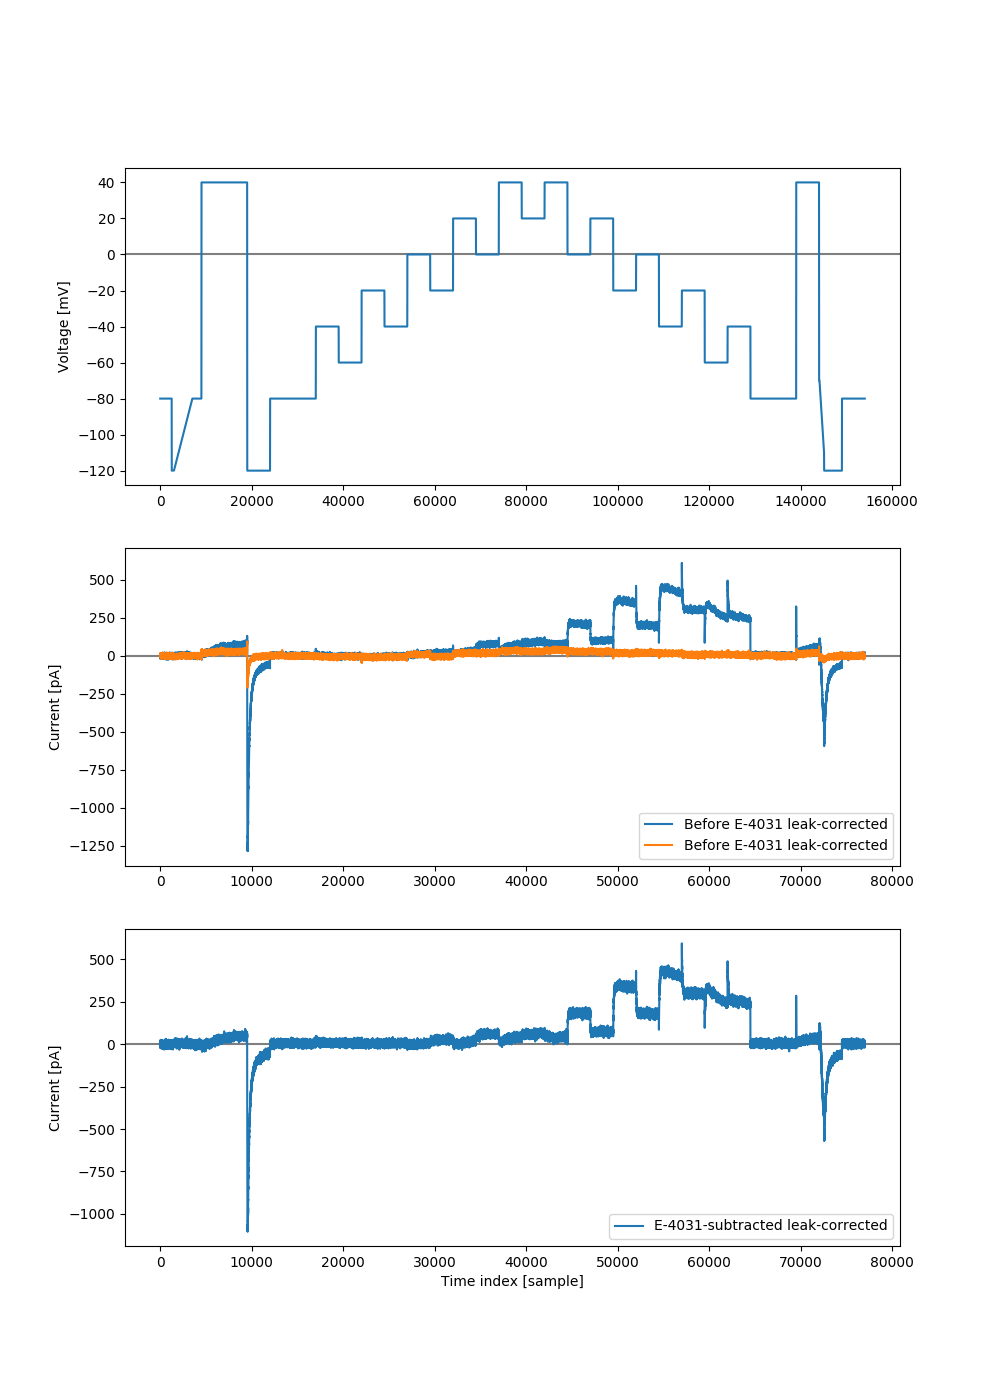 Voltage [mV]
40
20
0
−20
−40
−60
−80
−100
−120
0 20000 40000 60000 80000 100000 120000 140000 160000
Current [pA]
500
250
0
−250
−500
−750
−1000
−1250
Before E-4031 leak-corrected
Before E-4031 leak-corrected
0 10000 20000 30000 40000 50000 60000 70000 80000
Current [pA]
500
250
0
−250
−500
−750
−1000
E-4031-subtracted leak-corrected
0 10000 20000 30000 40000 50000 60000 70000 80000
Time index [sample]